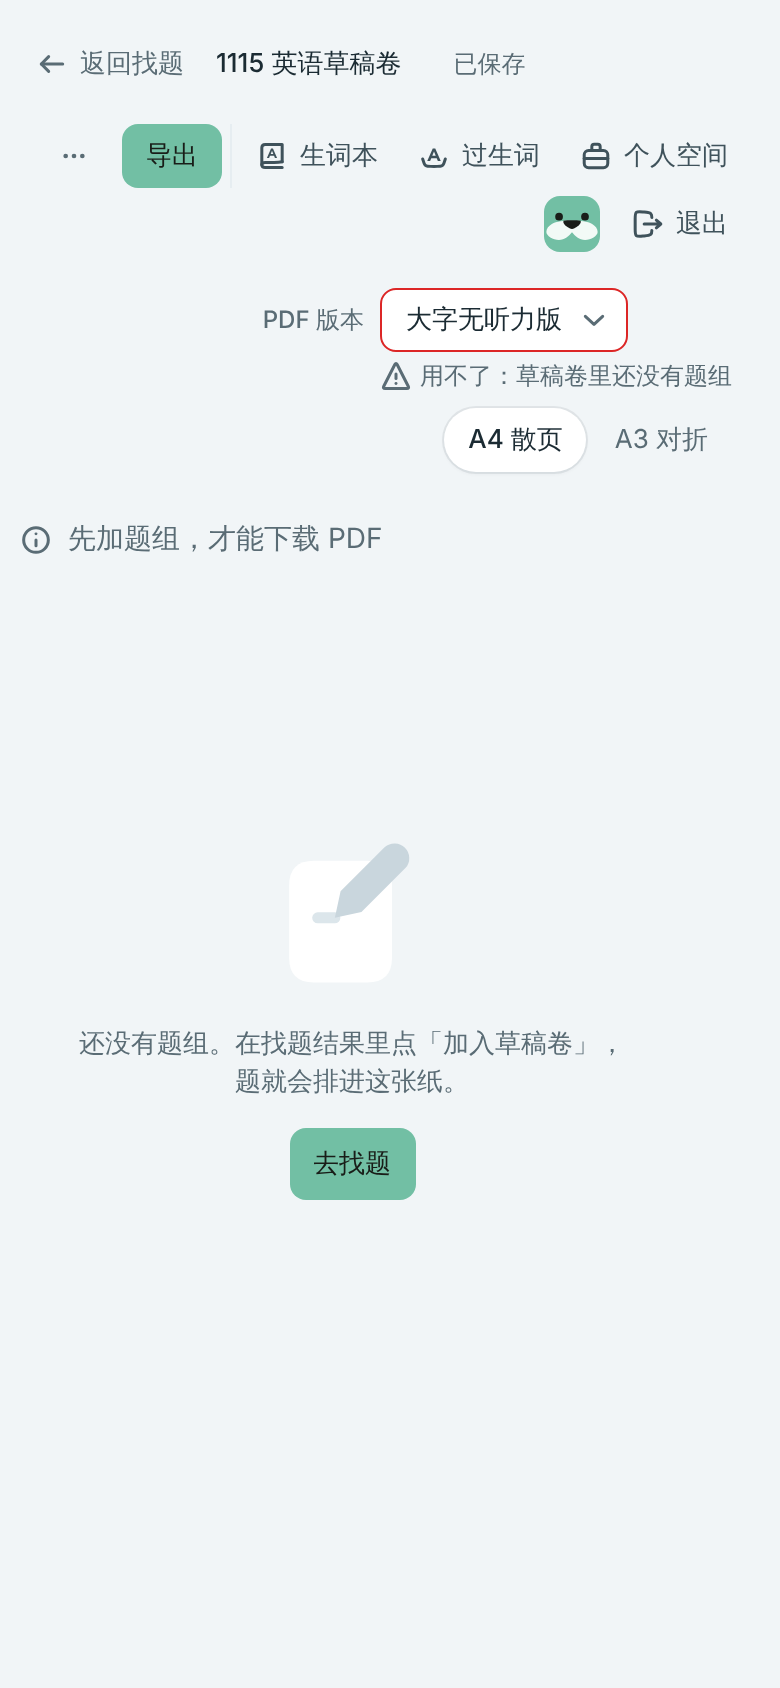 返回找题 1115 英语草稿卷 已保存
导出 生词本 过生词 个人空间
退出
PDF 版本 大字无听力版
用不了：草稿卷里还没有题组
A4 散页 A3 对折
先加题组，才能下载 PDF
还没有题组。在找题结果里点「加入草稿卷」，
题就会排进这张纸。
去找题